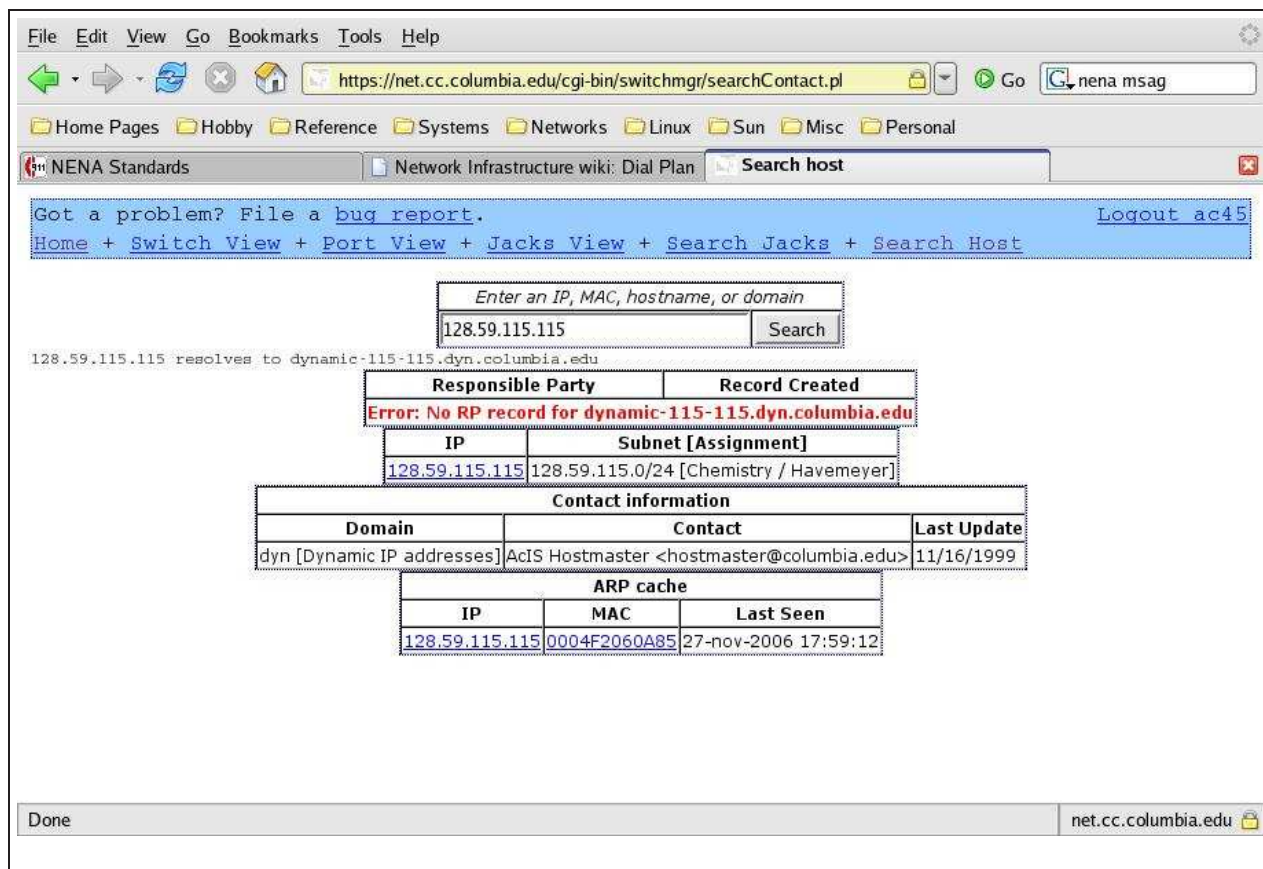 File Edit View Go Bookmarks Tools Help
https://net.cc.columbia.edu/cgi-bin/switchmgr/searchContact.pl Go G nena msag
Home Pages Hobby Reference Systems Networks Linux Sun Misc Personal
911 NENA Standards Network Infrastructure wiki: Dial Plan Search host
Got a problem? File a bug report. Logout ac45
Home + Switch View + Port View + Jacks View + Search Jacks + Search Host
Enter an IP, MAC, hostname, or domain
128.59.115.115 Search
128.59.115.115 resolves to dynamic-115-115.dyn.columbia.edu
Responsible Party Record Created
Error: No RP record for dynamic-115-115.dyn.columbia.edu
IP Subnet [Assignment]
128.59.115.115 128.59.115.0/24 [Chemistry / Havemeyer]
Contact information
Domain Contact Last Update
dyn [Dynamic IP addresses] AcIS Hostmaster <hostmaster@columbia.edu> 11/16/1999
ARP cache
IP MAC Last Seen
128.59.115.115 0004F2060A85 27-nov-2006 17:59:12
Done net.cc.columbia.edu